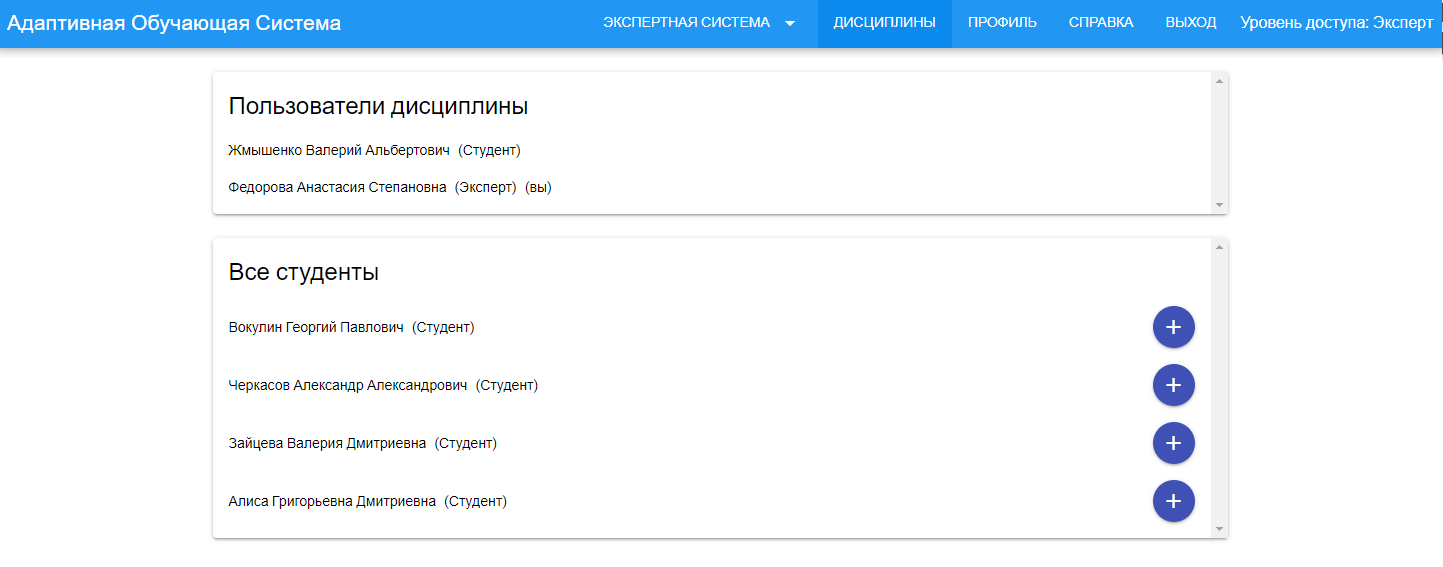 Адаптивная Обучающая Система
ЭКСПЕРТНАЯ СИСТЕМА ДИСЦИПЛИНЫ ПРОФИЛЬ СПРАВКА ВЫХОД Уровень доступа: Эксперт
Пользователи дисциплины
Жмышенко Валерий Альбертович (Студент)
Федорова Анастасия Степановна (Эксперт) (вы)
Все студенты
Вокулин Георгий Павлович (Студент)
Черкасов Александр Александрович (Студент)
Зайцева Валерия Дмитриевна (Студент)
Алиса Григорьевна Дмитриевна (Студент)